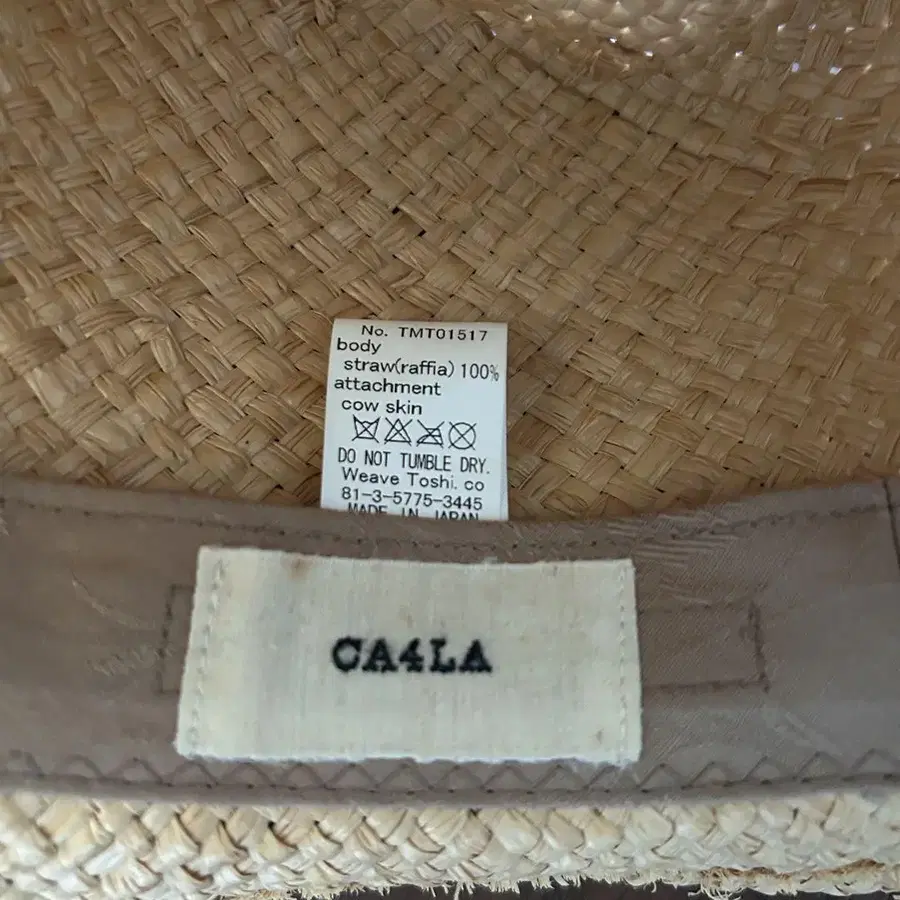 No. TMT01517
body
straw(raffia) 100%
attachment
cow skin
DO NOT TUMBLE DRY.
Weave Toshi. co
81-3-5775-3445
MADE IN JAPAN
CA4LA